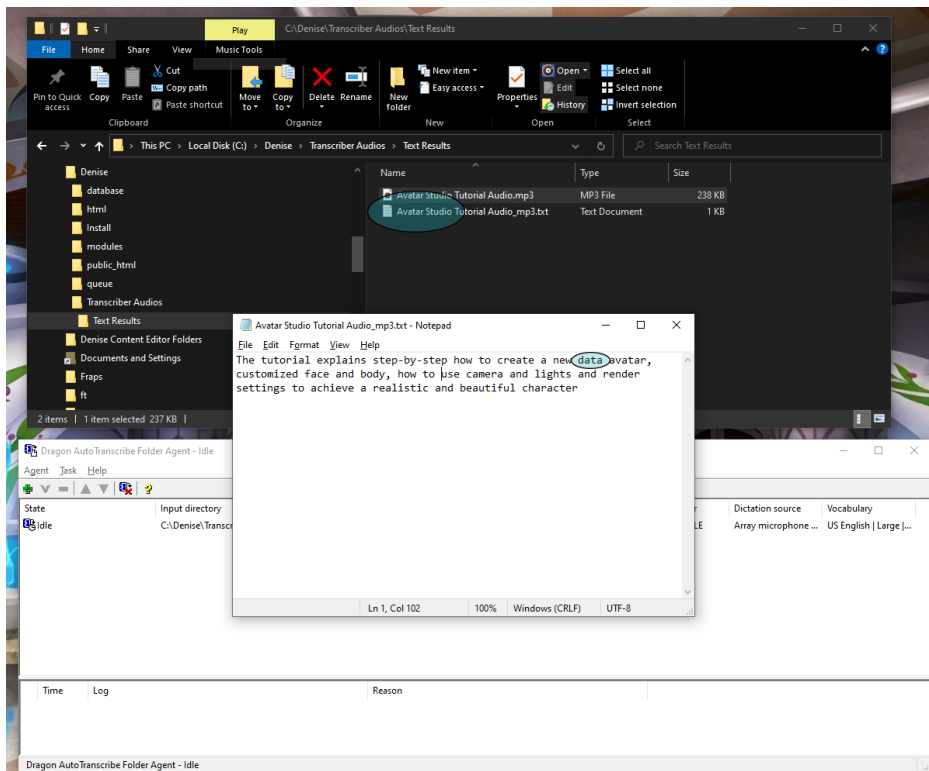 Play
C:\Denise\Transcriber Audios\Text Results
File Home Share View Music Tools
Pin to Quick access
Copy
Paste
Cut
Copy path
Paste shortcut
Clipboard
Move to
Copy to
Delete
Rename
Organize
New folder
New item
Easy access
New
Properties
Open
Edit
History
Open
Select all
Select none
Invert selection
Select
This PC > Local Disk (C:) > Denise > Transcriber Audios > Text Results
Search Text Results
Denise
database
html
Install
modules
public_html
queue
Transcriber Audios
Text Results
Denise Content Editor Folders
Documents and Settings
Fraps
ft
Name Type Size
Avatar Studio Tutorial Audio.mp3 MP3 File 238 KB
Avatar Studio Tutorial Audio_mp3.txt Text Document 1 KB
2 items 1 item selected 237 KB
Avatar Studio Tutorial Audio_mp3.txt - Notepad
File Edit Format View Help
The tutorial explains step-by-step how to create a new data avatar,
customized face and body, how to use camera and lights and render
settings to achieve a realistic and beautiful character
Ln 1, Col 102 100% Windows (CRLF) UTF-8
Dragon AutoTranscribe Folder Agent - Idle
Agent Task Help
State Input directory Dictation source Vocabulary
Idle C:\Denise\Transcr LE Array microphone ... US English | Large |...
Time Log Reason
Dragon AutoTranscribe Folder Agent - Idle